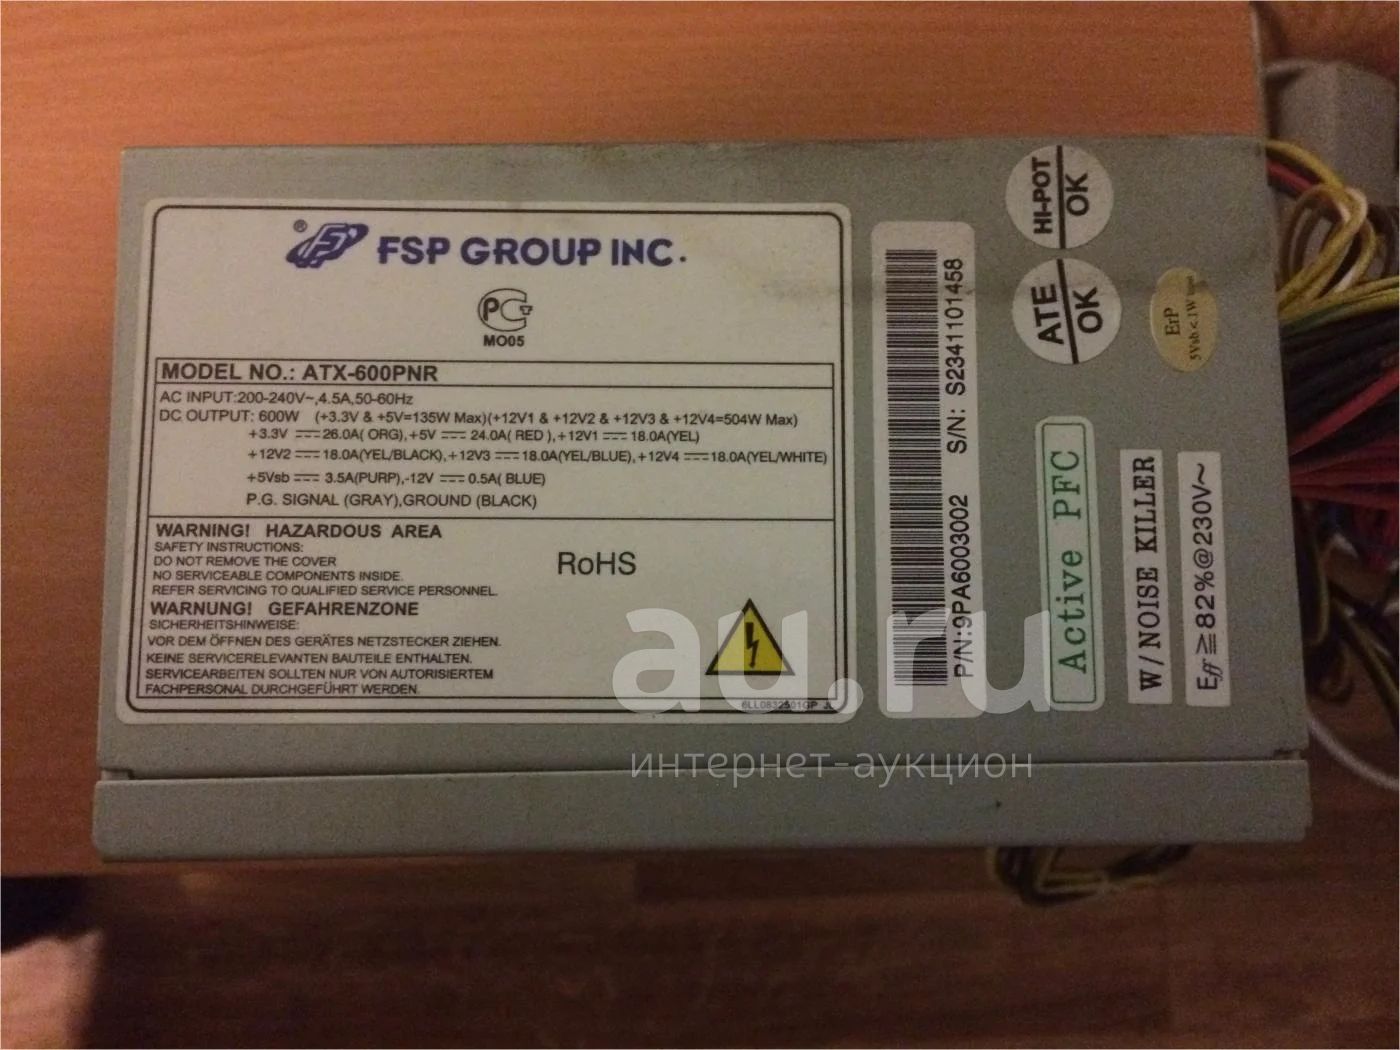 ® FSP GROUP INC.
PG
MO05
MODEL NO.: ATX-600PNR
AC INPUT:200-240V~,4.5A,50-60Hz
DC OUTPUT: 600W (+3.3V & +5V=135W Max)(+12V1 & +12V2 & +12V3 & +12V4=504W Max)
+3.3V ⎓ 26.0A( ORG),+5V ⎓ 24.0A( RED ),+12V1 ⎓ 18.0A(YEL)
+12V2 ⎓ 18.0A(YEL/BLACK),+12V3 ⎓ 18.0A(YEL/BLUE),+12V4 ⎓ 18.0A(YEL/WHITE)
+5Vsb ⎓ 3.5A(PURP),-12V ⎓ 0.5A( BLUE)
P.G. SIGNAL (GRAY),GROUND (BLACK)
WARNING! HAZARDOUS AREA
SAFETY INSTRUCTIONS:
DO NOT REMOVE THE COVER
NO SERVICEABLE COMPONENTS INSIDE.
REFER SERVICING TO QUALIFIED SERVICE PERSONNEL.
WARNUNG! GEFAHRENZONE
SICHERHEITSHINWEISE:
VOR DEM ÖFFNEN DES GERÄTES NETZSTECKER ZIEHEN.
KEINE SERVICERELEVANTEN BAUTEILE ENTHALTEN.
SERVICEARBEITEN SOLLTEN NUR VON AUTORISIERTEM
FACHPERSONAL DURCHGEFÜHRT WERDEN.
RoHS
6LL0832501GP
P/N:9PA6003002 S/N: S2341101458
HI-POT
OK
ATE
OK
ErP
5Vsb<1W
Active PFC
W/NOISE KILLER
Eff≧82%@230V~
au.ru
интернет-аукцион